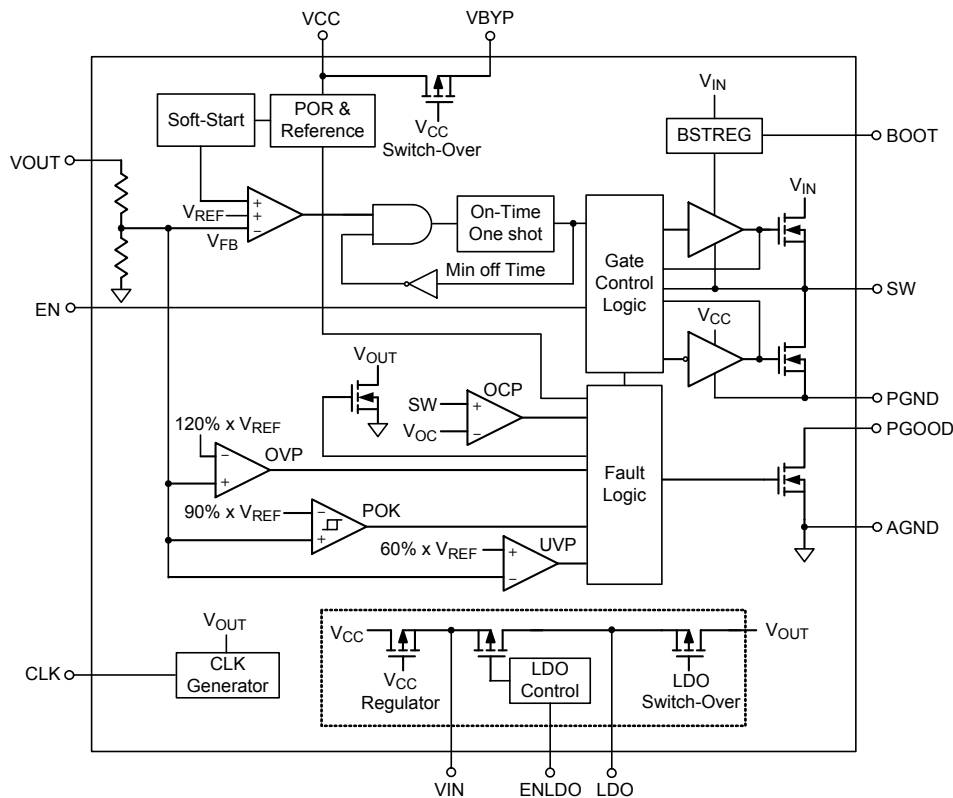 VCC
VBYP
Soft-Start
POR &
Reference
VCC
Switch-Over
VIN
BSTREG
BOOT
VOUT
VREF
VFB
+
+
−
On-Time
One shot
Min off Time
Gate
Control
Logic
VIN
SW
EN
VCC
PGND
VOUT
SW
VOC
+
−
OCP
PGOOD
120% x VREF
−
+
OVP
Fault
Logic
90% x VREF
−
+
POK
AGND
60% x VREF
+
−
UVP
VOUT
CLK
CLK
Generator
VCC
VCC
Regulator
LDO
Control
LDO
Switch-Over
VOUT
VIN
ENLDO
LDO